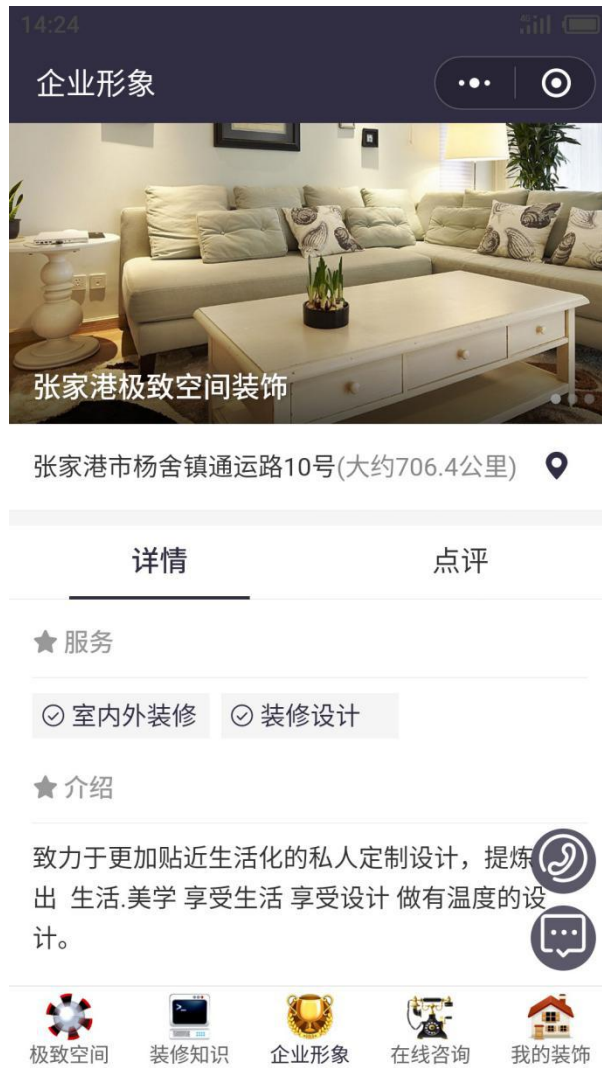 14:24
4G
企业形象
张家港极致空间装饰
张家港市杨舍镇通运路10号(大约706.4公里)
详情
点评
服务
室内外装修
装修设计
介绍
致力于更加贴近生活化的私人定制设计，提炼
出 生活.美学 享受生活 享受设计 做有温度的设
计。
极致空间
装修知识
企业形象
在线咨询
我的装饰